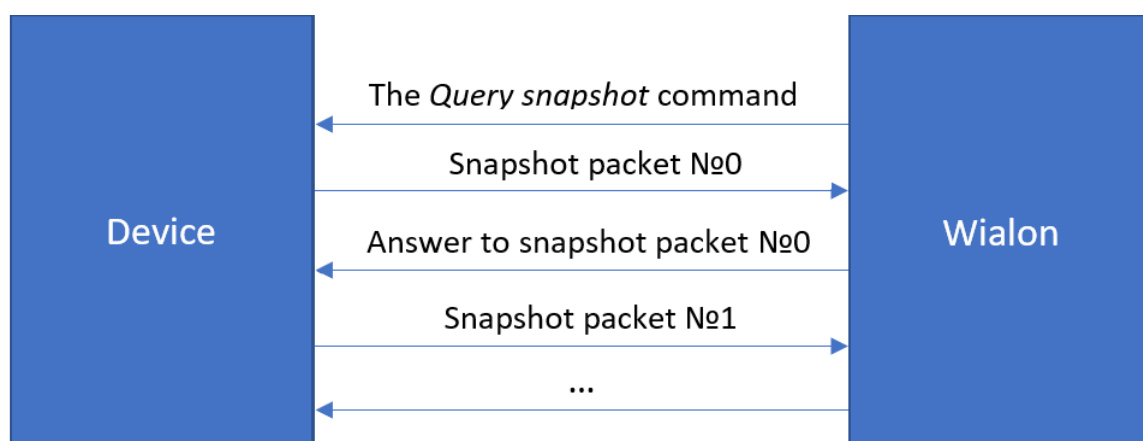 The Query snapshot command
Snapshot packet №0
Device
Answer to snapshot packet №0
Wialon
Snapshot packet №1
...